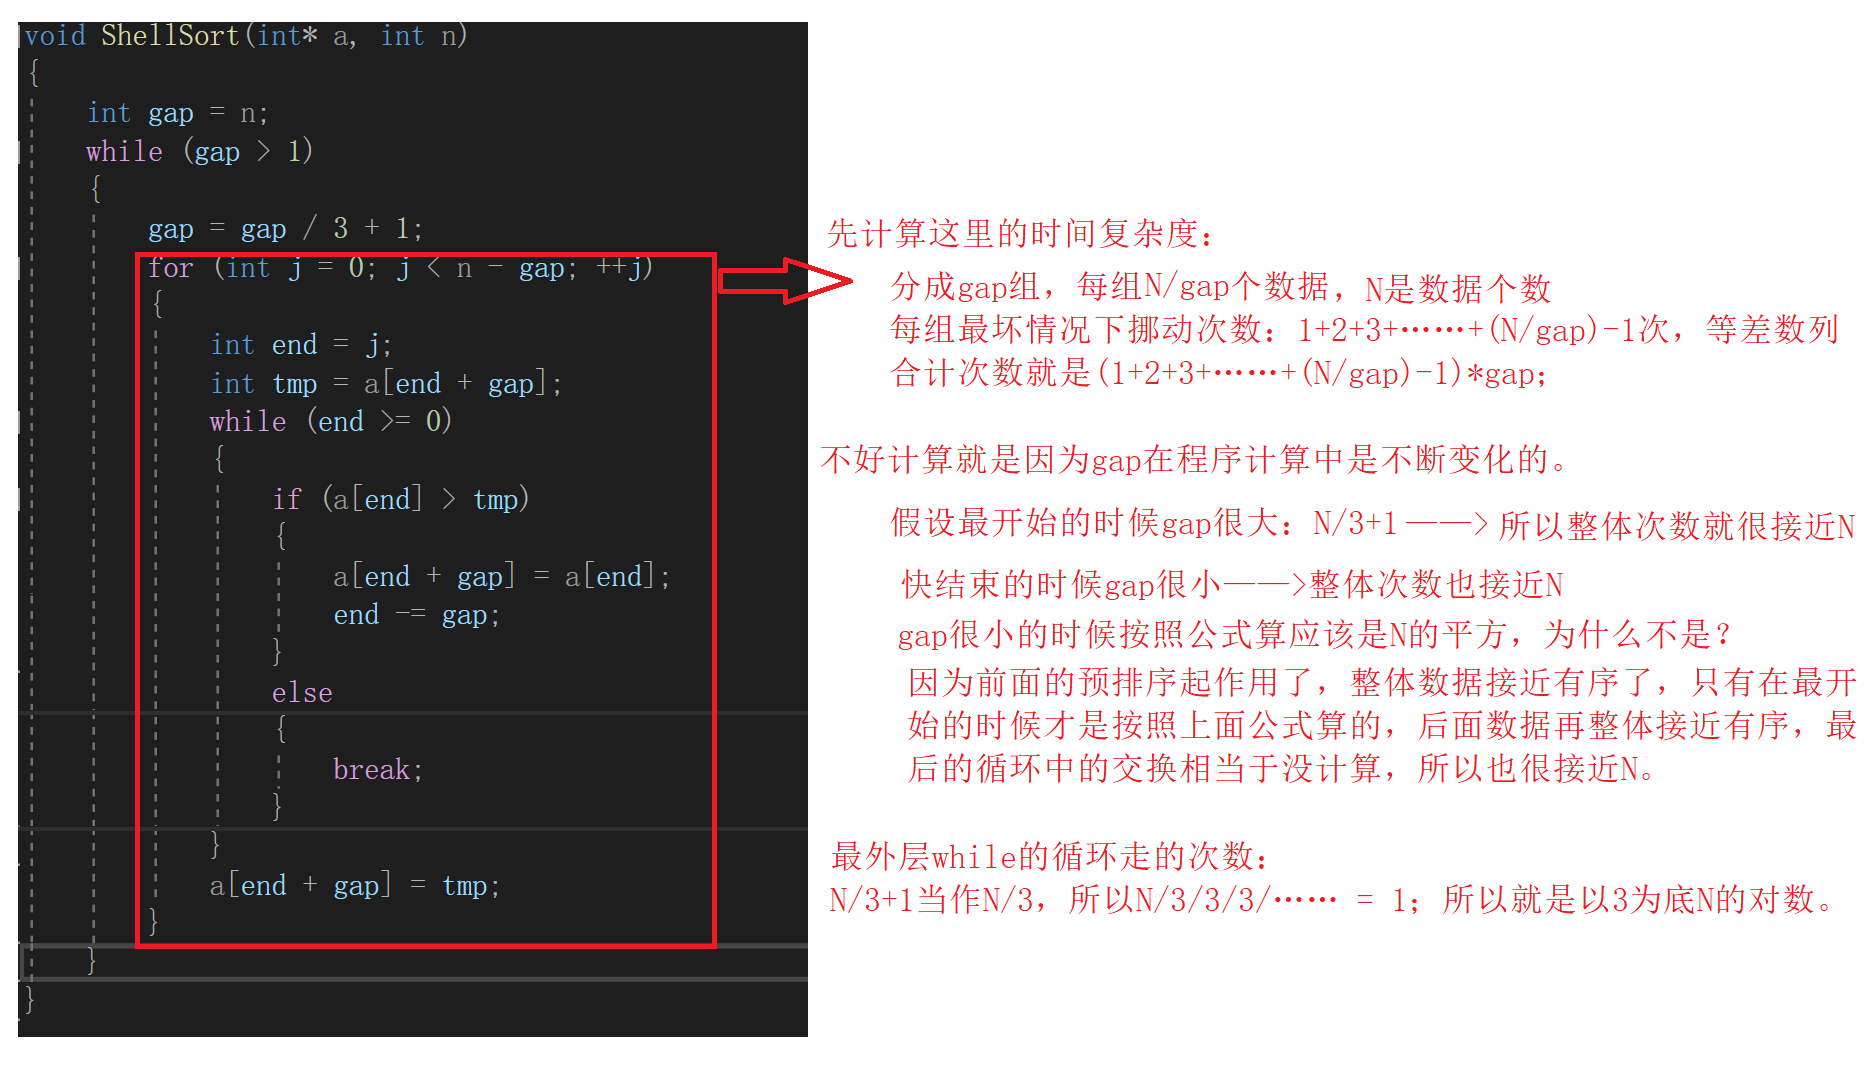 void ShellSort(int* a, int n)
{
int gap = n;
while (gap > 1)
{
gap = gap / 3 + 1;
for (int j = 0; j < n - gap; ++j)
{
int end = j;
int tmp = a[end + gap];
while (end >= 0)
{
if (a[end] > tmp)
{
a[end + gap] = a[end];
end -= gap;
}
else
{
break;
}
}
a[end + gap] = tmp;
}
}
}
先计算这里的时间复杂度：
分成gap组，每组N/gap个数据，N是数据个数
每组最坏情况下挪动次数：1+2+3+……+(N/gap)-1次，等差数列
合计次数就是(1+2+3+……+(N/gap)-1)*gap；
不好计算就是因为gap在程序计算中是不断变化的。
假设最开始的时候gap很大：N/3+1 ——> 所以整体次数就很接近N
快结束的时候gap很小——>整体次数也接近N
gap很小的时候按照公式算应该是N的平方，为什么不是？
因为前面的预排序起作用了，整体数据接近有序了，只有在最开
始的时候才是按照上面公式算的，后面数据再整体接近有序，最
后的循环中的交换相当于没计算，所以也很接近N。
最外层while的循环走的次数：
N/3+1当作N/3，所以N/3/3/3/…… = 1；所以就是以3为底N的对数。